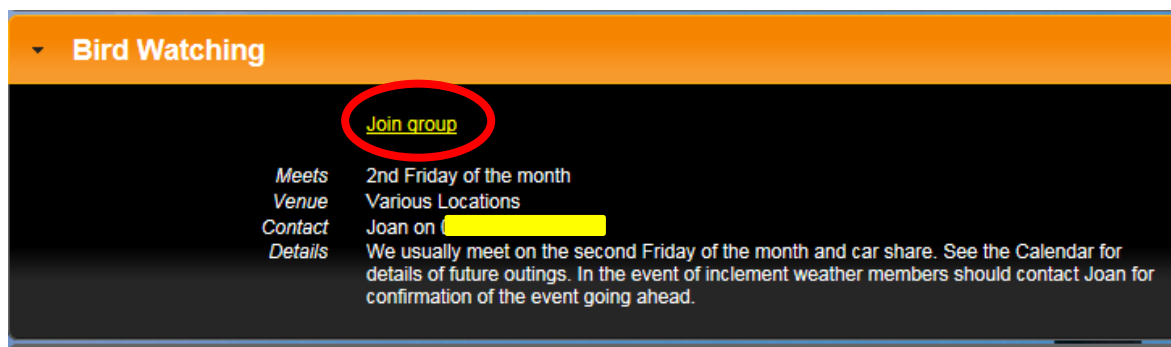 Bird Watching
Join group
Meets 2nd Friday of the month
Venue Various Locations
Contact Joan on (
Details We usually meet on the second Friday of the month and car share. See the Calendar for
details of future outings. In the event of inclement weather members should contact Joan for
confirmation of the event going ahead.